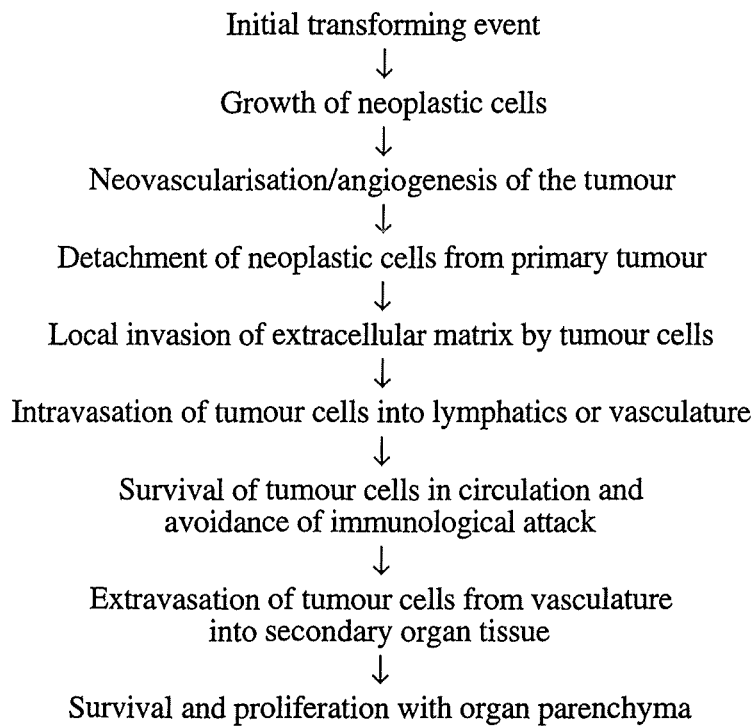 Initial transforming event
↓
Growth of neoplastic cells
↓
Neovascularisation/angiogenesis of the tumour
↓
Detachment of neoplastic cells from primary tumour
↓
Local invasion of extracellular matrix by tumour cells
↓
Intravasation of tumour cells into lymphatics or vasculature
↓
Survival of tumour cells in circulation and
avoidance of immunological attack
↓
Extravasation of tumour cells from vasculature
into secondary organ tissue
↓
Survival and proliferation with organ parenchyma